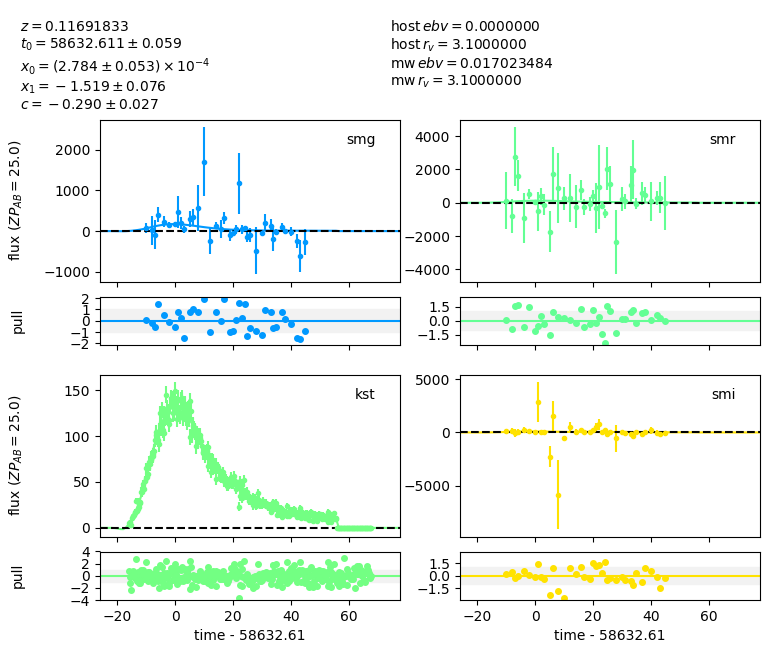 z = 0.11691833
t₀ = 58632.611 ± 0.059
x₀ = (2.784 ± 0.053) × 10⁻⁴
x₁ = −1.519 ± 0.076
c = −0.290 ± 0.027
host ebv = 0.0000000
host r_v = 3.1000000
mw ebv = 0.017023484
mw r_v = 3.1000000
flux (ZP_AB = 25.0)
2000
1000
0
−1000
smg
4000
2000
0
−2000
−4000
smr
pull
2
1
0
−1
−2
1.5
0.0
−1.5
flux (ZP_AB = 25.0)
150
100
50
0
kst
5000
0
−5000
smi
pull
4
2
0
−2
−4
1.5
0.0
−1.5
−20 0 20 40 60
−20 0 20 40 60
time - 58632.61
time - 58632.61